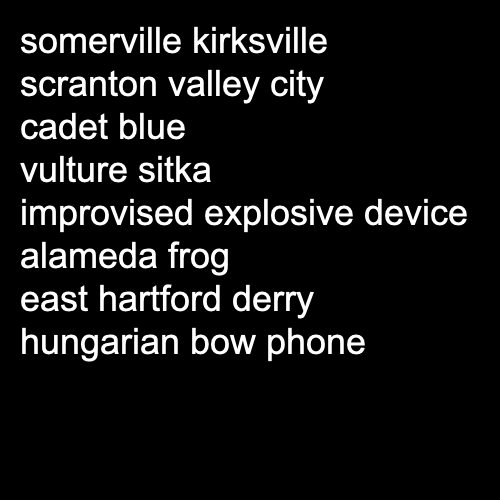 somerville kirksville
scranton valley city
cadet blue
vulture sitka
improvised explosive device
alameda frog
east hartford derry
hungarian bow phone